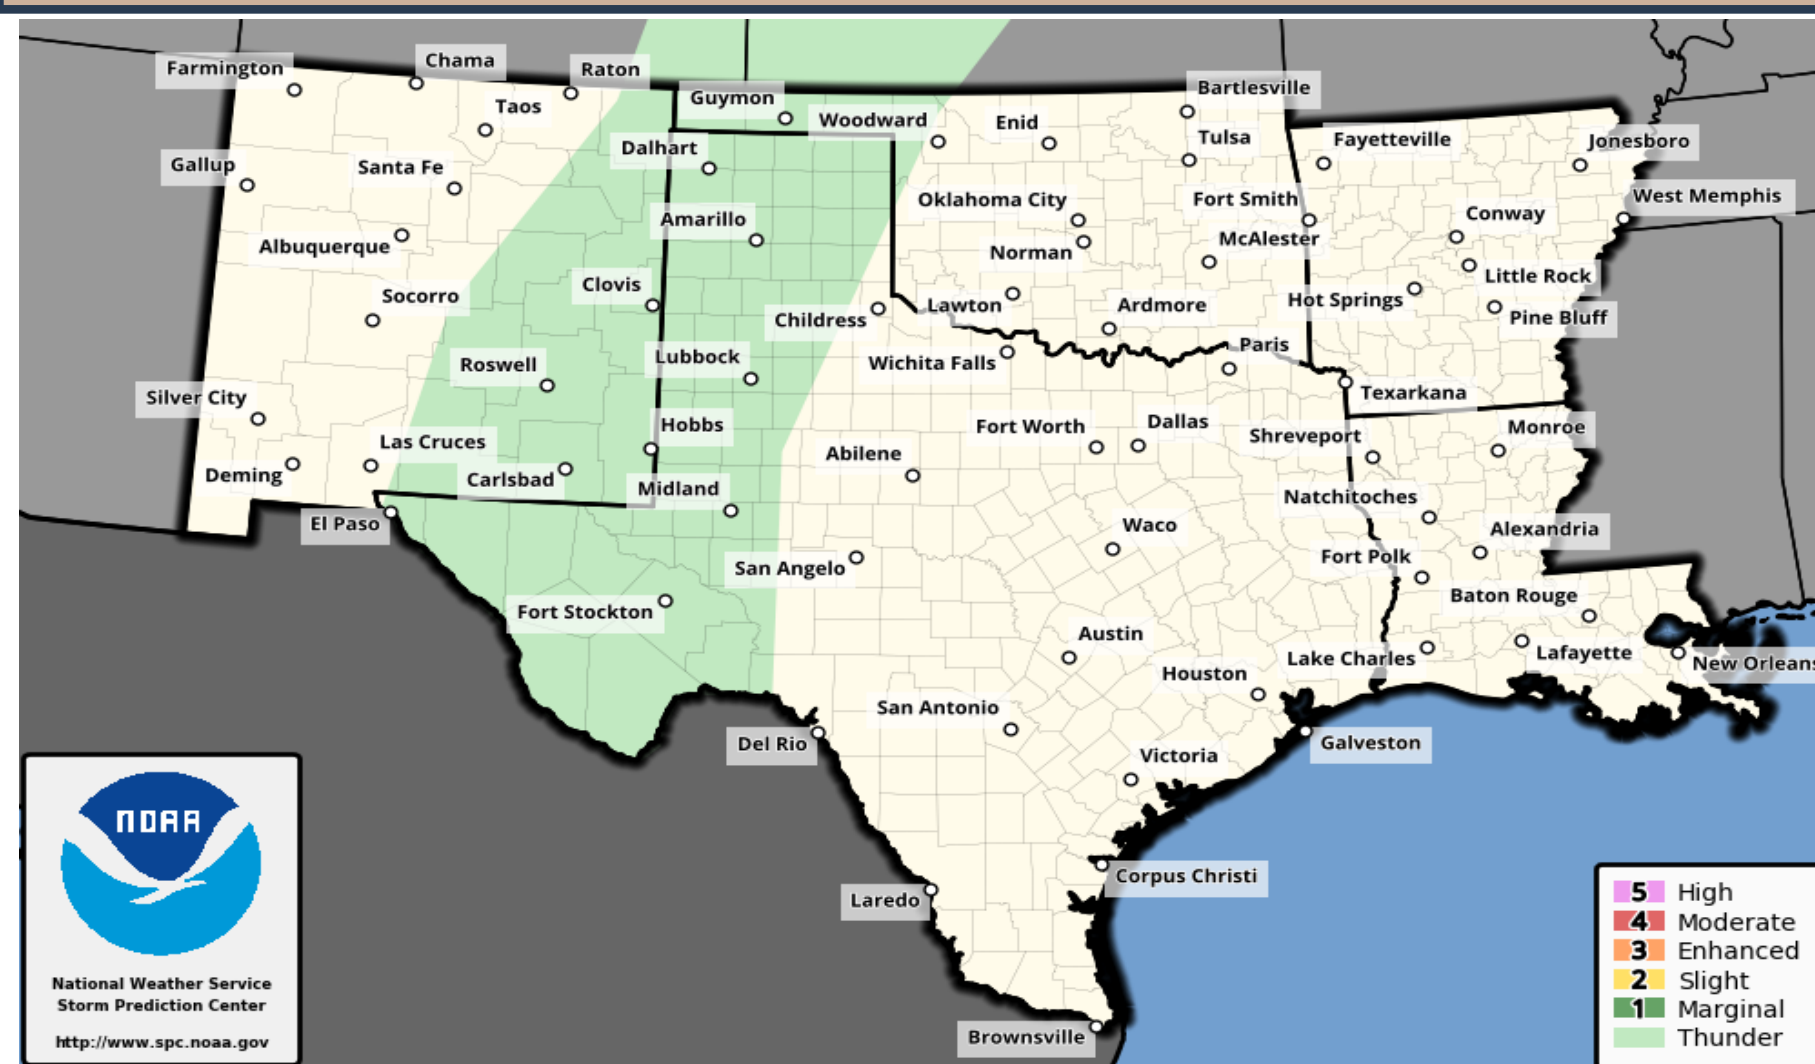 Farmington
Chama
Raton
Taos
Guymon
Woodward
Enid
Bartlesville
Tulsa
Fayetteville
Jonesboro
Gallup
Santa Fe
Dalhart
Oklahoma City
Fort Smith
Conway
West Memphis
Albuquerque
Amarillo
Norman
McAlester
Little Rock
Socorro
Clovis
Childress
Lawton
Ardmore
Hot Springs
Pine Bluff
Roswell
Lubbock
Wichita Falls
Paris
Texarkana
Silver City
Las Cruces
Hobbs
Abilene
Fort Worth
Dallas
Shreveport
Monroe
Deming
Carlsbad
Midland
Natchitoches
El Paso
San Angelo
Waco
Fort Polk
Alexandria
Fort Stockton
Austin
Baton Rouge
Houston
Lake Charles
Lafayette
New Orleans
Del Rio
San Antonio
Victoria
Galveston
Laredo
Corpus Christi
Brownsville
NOAA
National Weather Service
Storm Prediction Center
http://www.spc.noaa.gov
5 High
4 Moderate
3 Enhanced
2 Slight
1 Marginal
Thunder